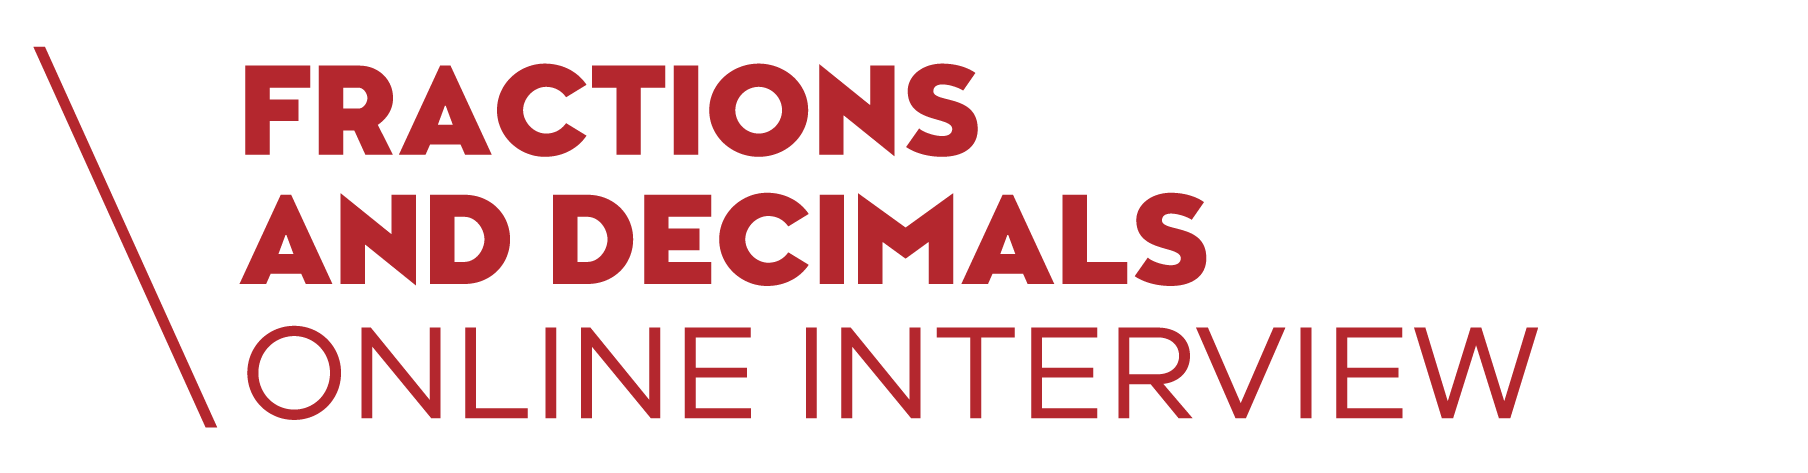 FRACTIONS
AND DECIMALS
ONLINE INTERVIEW